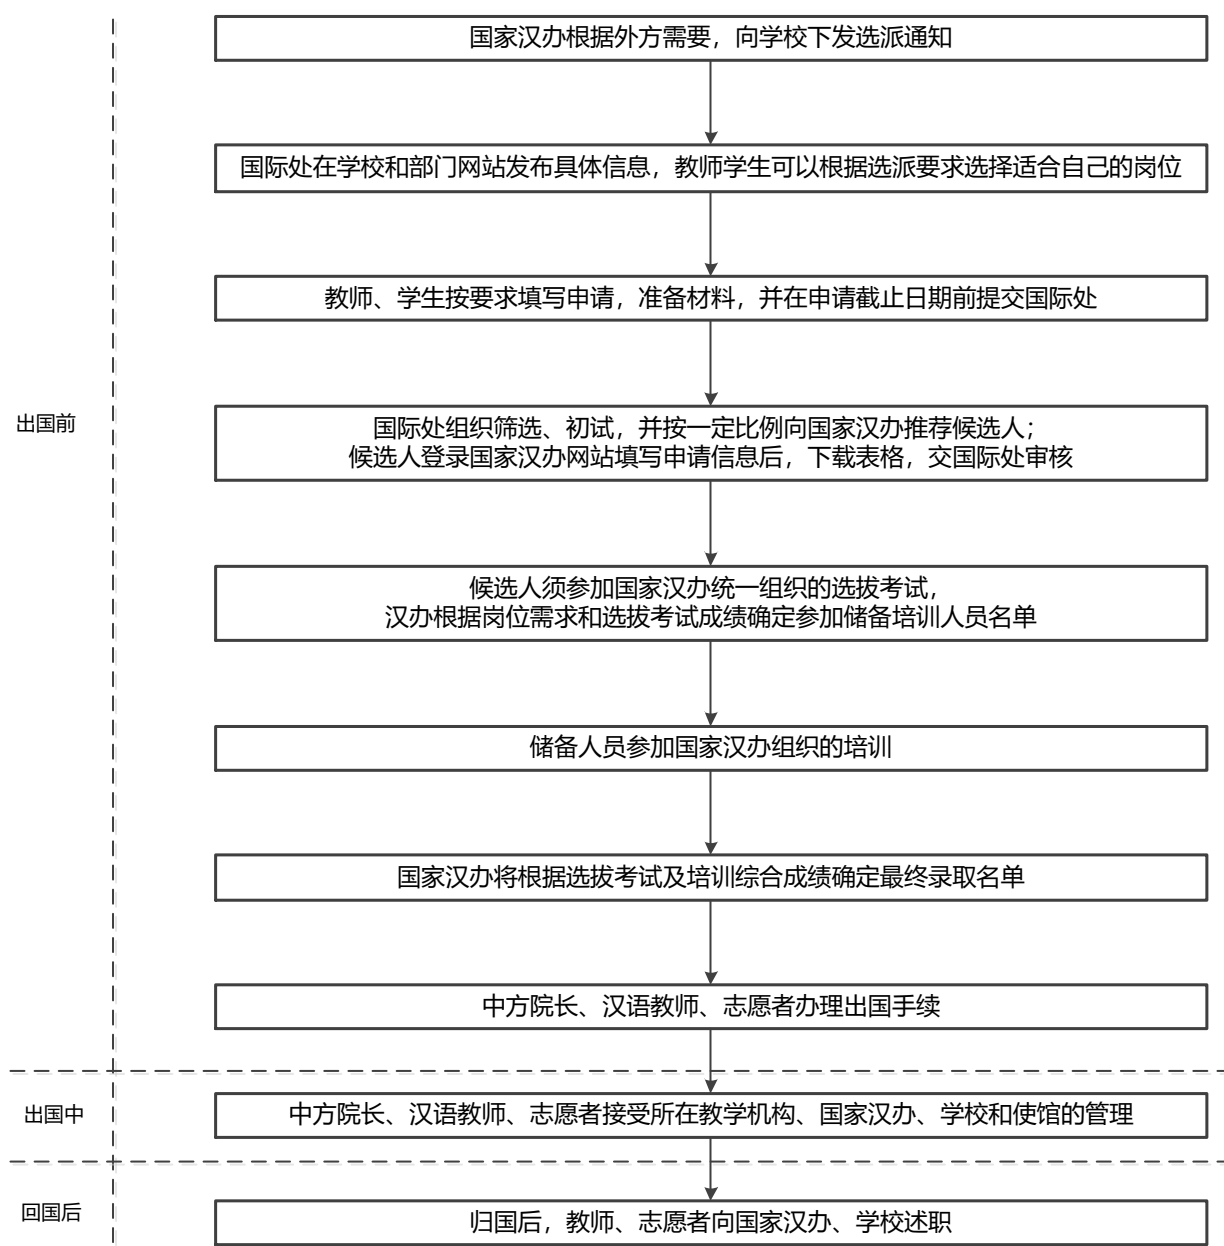 国家汉办根据外方需要，向学校下发选派通知
国际处在学校和部门网站发布具体信息，教师学生可以根据选派要求选择适合自己的岗位
教师、学生按要求填写申请，准备材料，并在申请截止日期前提交国际处
出国前
国际处组织筛选、初试，并按一定比例向国家汉办推荐候选人；
候选人登录国家汉办网站填写申请信息后，下载表格，交国际处审核
候选人须参加国家汉办统一组织的选拔考试，
汉办根据岗位需求和选拔考试成绩确定参加储备培训人员名单
储备人员参加国家汉办组织的培训
国家汉办将根据选拔考试及培训综合成绩确定最终录取名单
中方院长、汉语教师、志愿者办理出国手续
出国中
中方院长、汉语教师、志愿者接受所在教学机构、国家汉办、学校和使馆的管理
回国后
归国后，教师、志愿者向国家汉办、学校述职